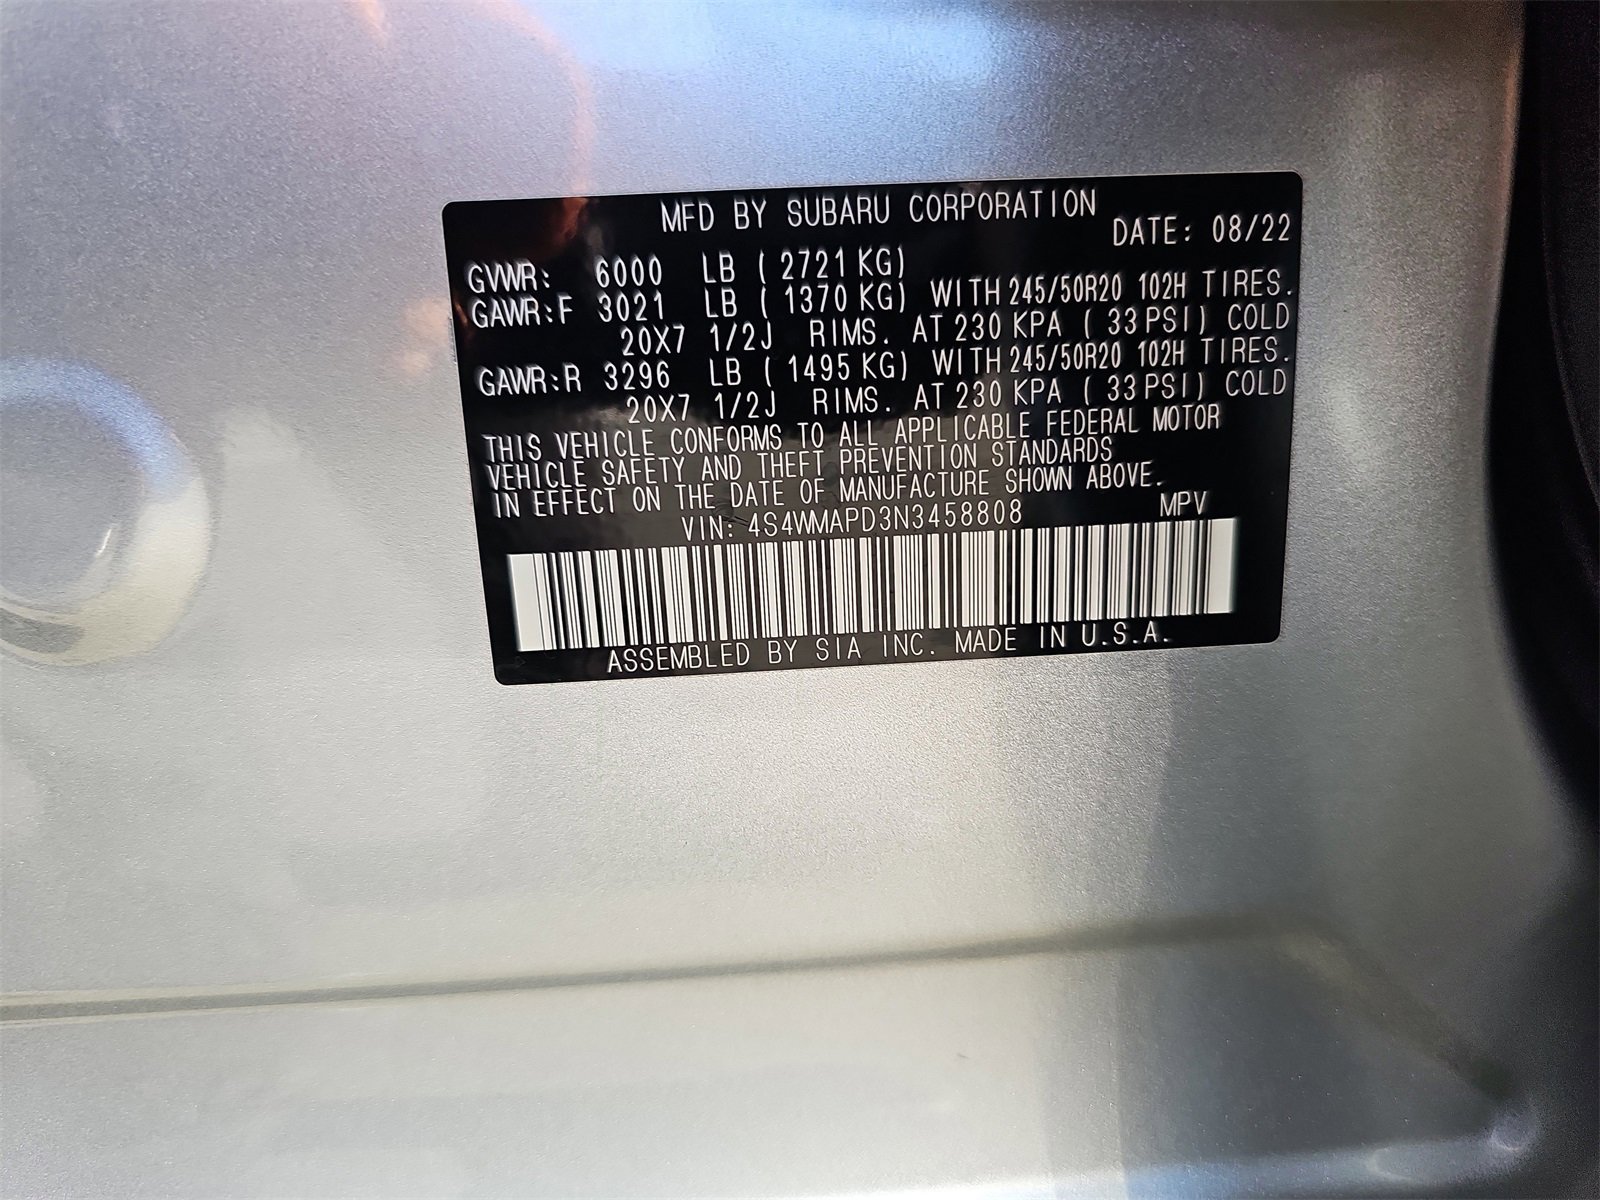 MFD BY SUBARU CORPORATION
DATE: 08/22
GVWR: 6000 LB ( 2721 KG)
GAWR:F 3021 LB ( 1370 KG) WITH 245/50R20 102H TIRES.
20X7 1/2J RIMS. AT 230 KPA ( 33 PSI) COLD
GAWR:R 3296 LB ( 1495 KG) WITH 245/50R20 102H TIRES.
20X7 1/2J RIMS. AT 230 KPA ( 33 PSI) COLD
THIS VEHICLE CONFORMS TO ALL APPLICABLE FEDERAL MOTOR
VEHICLE SAFETY AND THEFT PREVENTION STANDARDS
IN EFFECT ON THE DATE OF MANUFACTURE SHOWN ABOVE.
VIN: 4S4WMAPD3N3458808 MPV
ASSEMBLED BY SIA INC. MADE IN U.S.A.